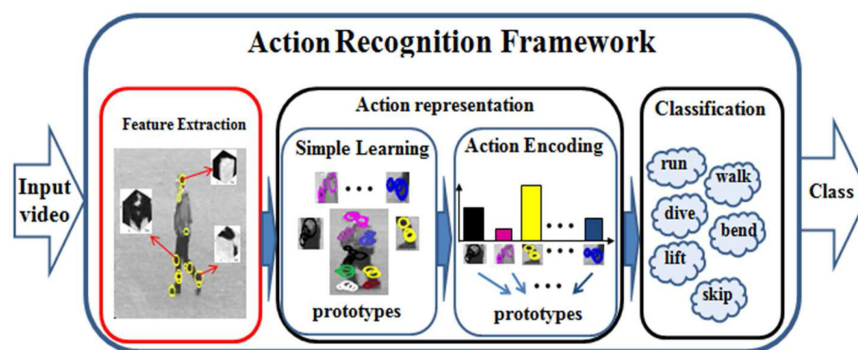 Action Recognition Framework
Input
video
Feature Extraction
Action representation
Simple Learning
prototypes
Action Encoding
prototypes
Classification
run
walk
dive
bend
lift
skip
Class